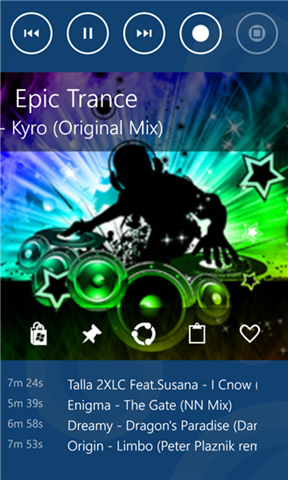 Epic Trance
- Kyro (Original Mix)
7m 24s Talla 2XLC Feat.Susana - I Cnow (
5m 39s Enigma - The Gate (NN Mix)
6m 58s Dreamy - Dragon's Paradise (Dar
7m 53s Origin - Limbo (Peter Plaznik rem